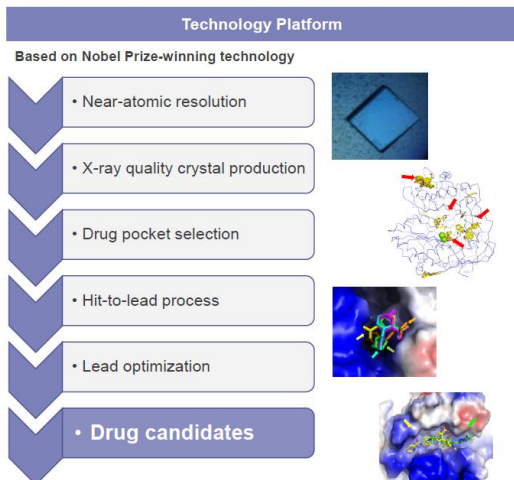 Technology Platform
Based on Nobel Prize-winning technology
• Near-atomic resolution
• X-ray quality crystal production
• Drug pocket selection
• Hit-to-lead process
• Lead optimization
• Drug candidates